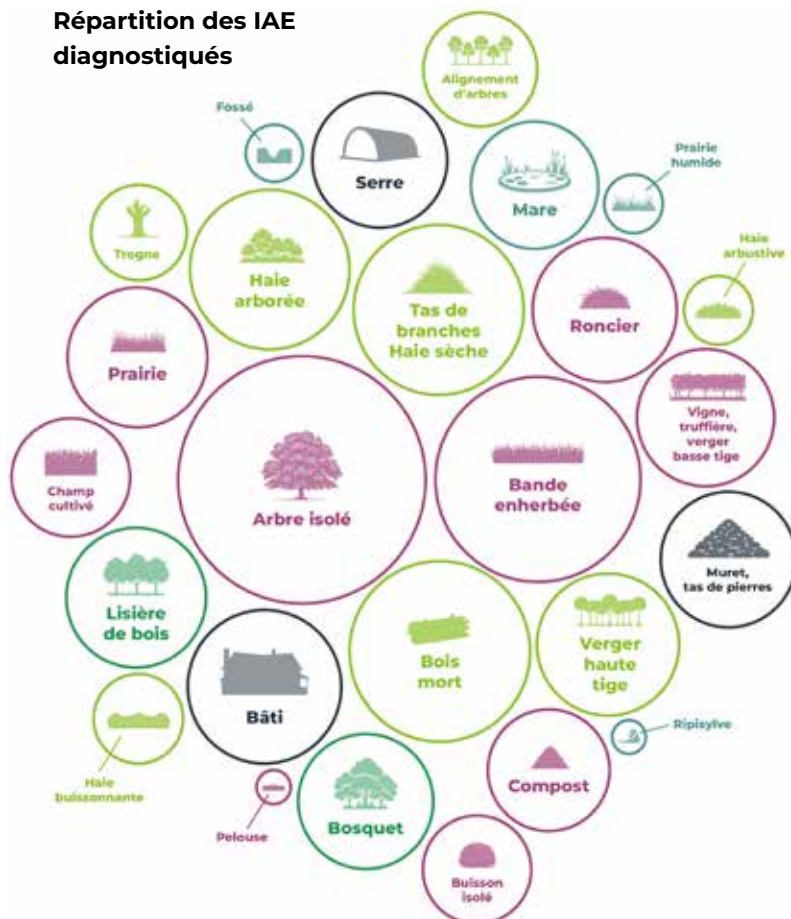 Répartition des IAE
diagnostiqués
Alignement
d'arbres
Fossé
Serre
Mare
Prairie
humide
Trogne
Haie
arborée
Tas de
branches
Haie sèche
Roncier
Haie
arbustive
Prairie
Vigne,
truffière,
verger
basse tige
Champ
cultivé
Arbre isolé
Bande
enherbée
Muret,
tas de pierres
Lisière
de bois
Bois
mort
Verger
haute
tige
Bâti
Haie
buissonnante
Ripisylve
Compost
Pelouse
Bosquet
Buisson
isolé